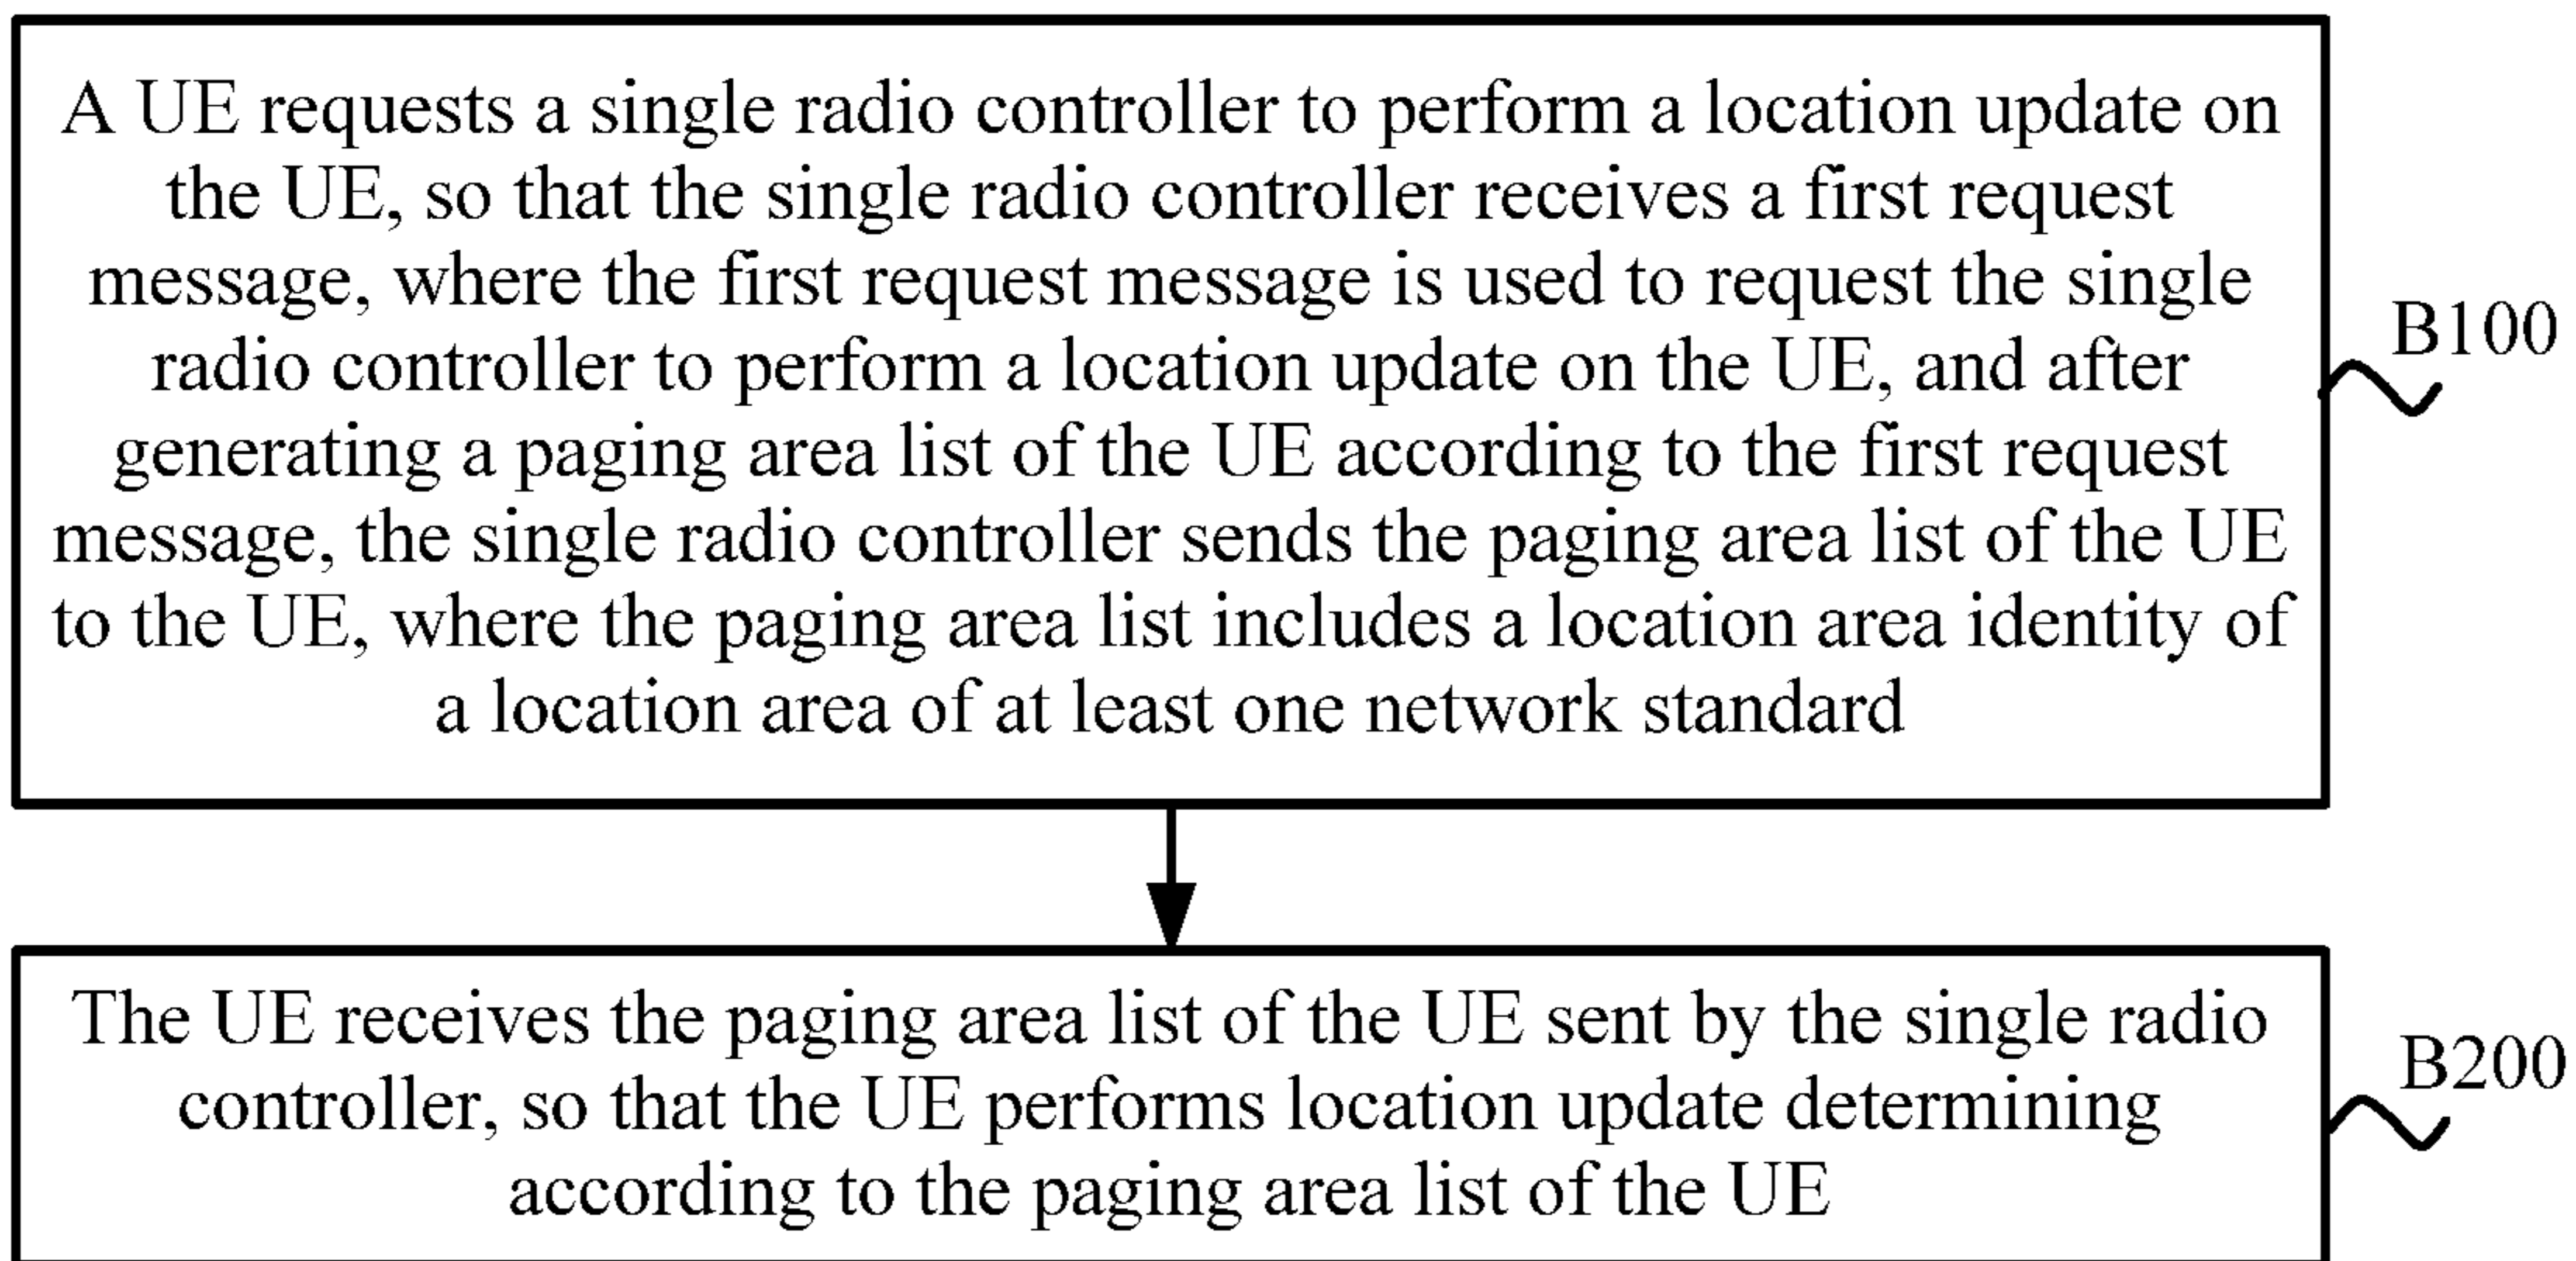 A UE requests a single radio controller to perform a location update on
the UE, so that the single radio controller receives a first request
message, where the first request message is used to request the single
radio controller to perform a location update on the UE, and after
generating a paging area list of the UE according to the first request
message, the single radio controller sends the paging area list of the UE
to the UE, where the paging area list includes a location area identity of
a location area of at least one network standard
B100
The UE receives the paging area list of the UE sent by the single radio
controller, so that the UE performs location update determining
according to the paging area list of the UE
B200